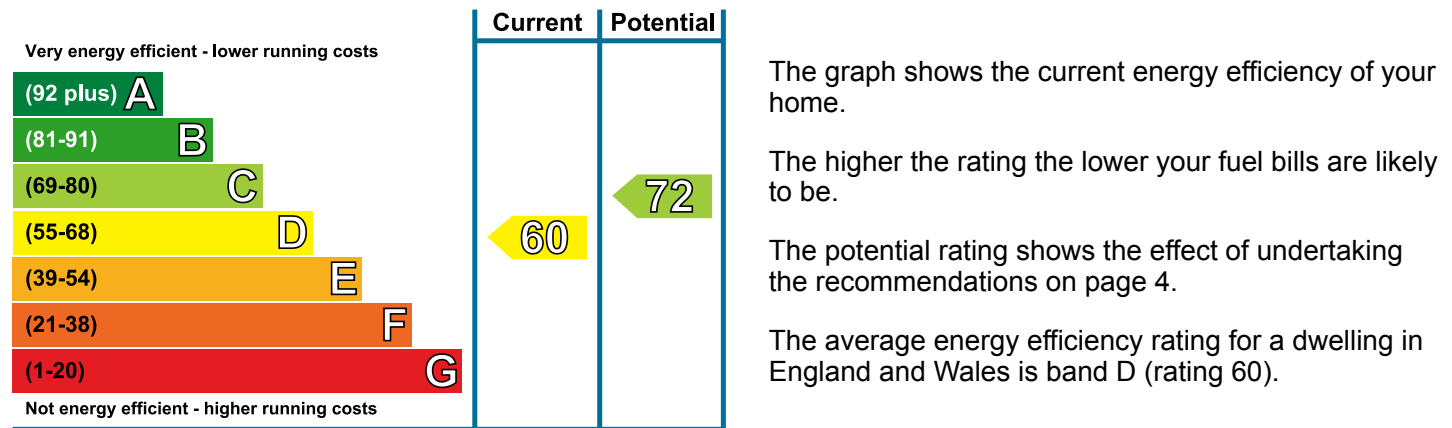 Current Potential
Very energy efficient - lower running costs
(92 plus) A
(81-91) B
(69-80) C
(55-68) D
(39-54) E
(21-38) F
(1-20) G
Not energy efficient - higher running costs
60
72
The graph shows the current energy efficiency of your
home.
The higher the rating the lower your fuel bills are likely
to be.
The potential rating shows the effect of undertaking
the recommendations on page 4.
The average energy efficiency rating for a dwelling in
England and Wales is band D (rating 60).